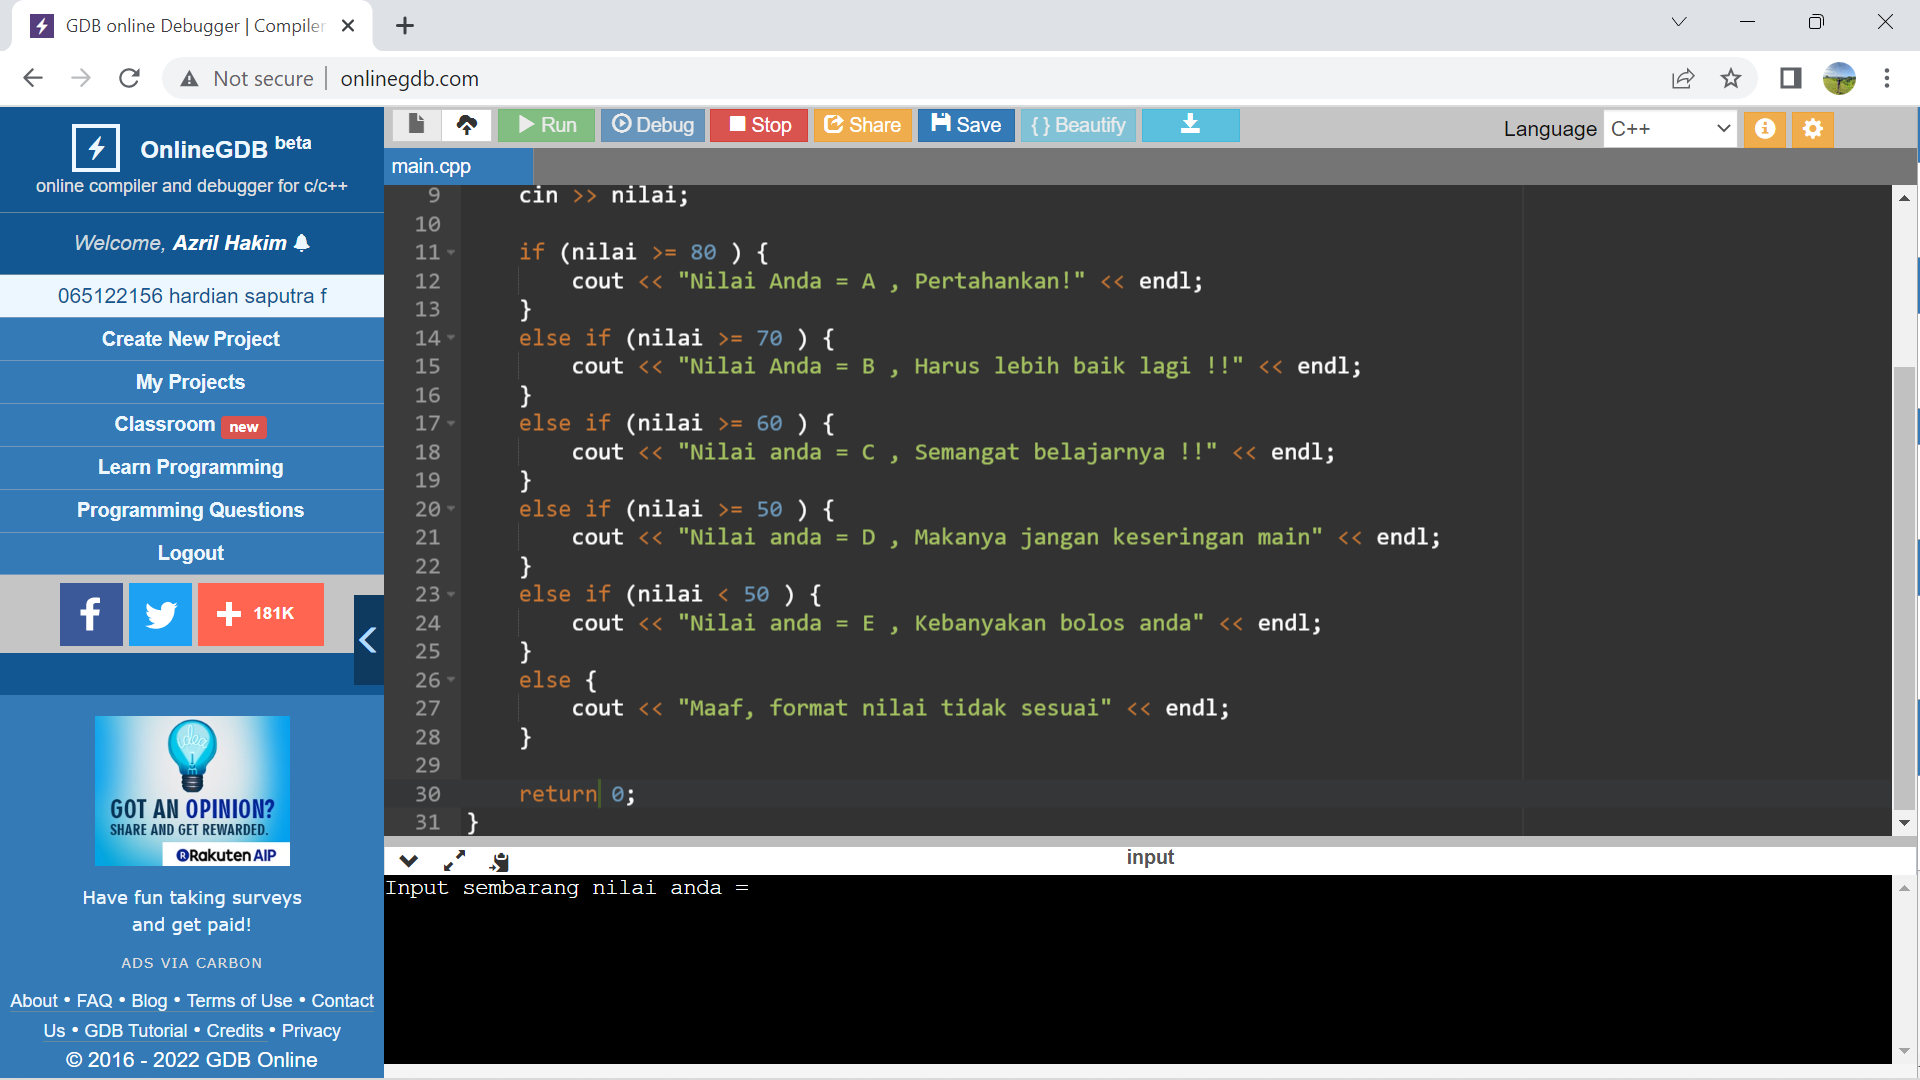 GDB online Debugger | Compiler
Not secure
onlinegdb.com
OnlineGDB beta
online compiler and debugger for c/c++
Welcome, Azril Hakim
065122156 hardian saputra f
Create New Project
My Projects
Classroom new
Learn Programming
Programming Questions
Logout
f
181K
idea
GOT AN OPINION?
SHARE AND GET REWARDED.
Rakuten AIP
Have fun taking surveys
and get paid!
ADS VIA CARBON
About • FAQ • Blog • Terms of Use • Contact
Us • GDB Tutorial • Credits • Privacy
© 2016 - 2022 GDB Online
Run
Debug
Stop
Share
Save
{ } Beautify
Language C++
main.cpp
9 cin >> nilai;
10
11 if (nilai >= 80 ) {
12 cout << "Nilai Anda = A , Pertahankan!" << endl;
13 }
14 else if (nilai >= 70 ) {
15 cout << "Nilai Anda = B , Harus lebih baik lagi !!" << endl;
16 }
17 else if (nilai >= 60 ) {
18 cout << "Nilai anda = C , Semangat belajarnya !!" << endl;
19 }
20 else if (nilai >= 50 ) {
21 cout << "Nilai anda = D , Makanya jangan keseringan main" << endl;
22 }
23 else if (nilai < 50 ) {
24 cout << "Nilai anda = E , Kebanyakan bolos anda" << endl;
25 }
26 else {
27 cout << "Maaf, format nilai tidak sesuai" << endl;
28 }
29
30 return 0;
31 }
input
Input sembarang nilai anda =